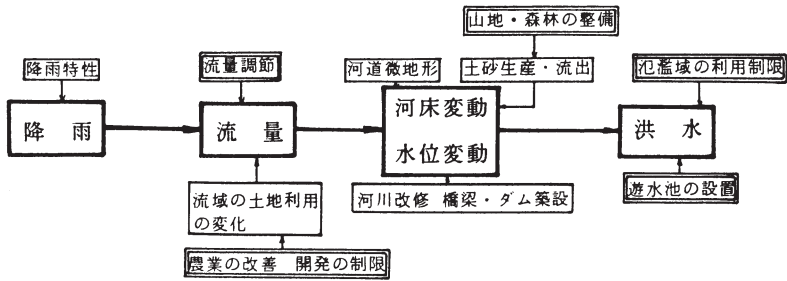 山地・森林の整備
降雨特性
流量調節
河道微地形
土砂生産・流出
氾濫域の利用制限
降 雨
流 量
河床変動
水位変動
洪 水
流域の土地利用
の変化
河川改修 橋梁・ダム築設
遊水池の設置
農業の改善 開発の制限